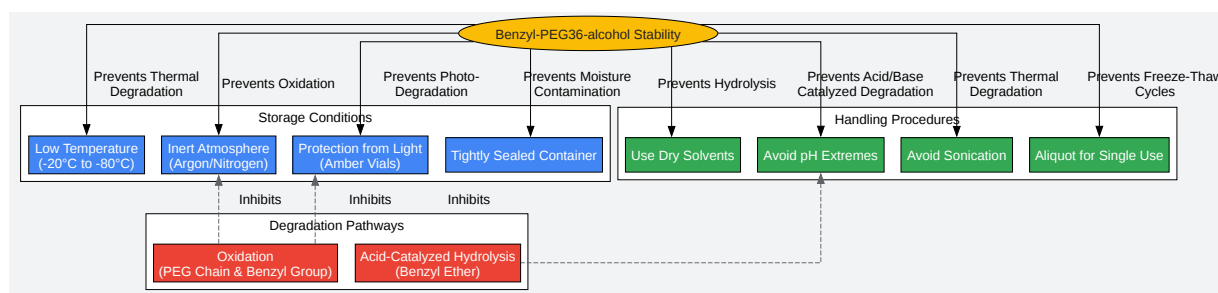 Benzyl-PEG36-alcohol Stability
Prevents Thermal
Degradation
Prevents Oxidation
Prevents Photo-
Degradation
Prevents Moisture
Contamination
Prevents Hydrolysis
Prevents Acid/Base
Catalyzed Degradation
Prevents Thermal
Degradation
Prevents Freeze-Thaw
Cycles
Storage Conditions
Low Temperature
(-20°C to -80°C)
Inert Atmosphere
(Argon/Nitrogen)
Protection from Light
(Amber Vials)
Tightly Sealed Container
Handling Procedures
Use Dry Solvents
Avoid pH Extremes
Avoid Sonication
Aliquot for Single Use
Inhibits
Inhibits
Inhibits
Degradation Pathways
Oxidation
(PEG Chain & Benzyl Group)
Acid-Catalyzed Hydrolysis
(Benzyl Ether)